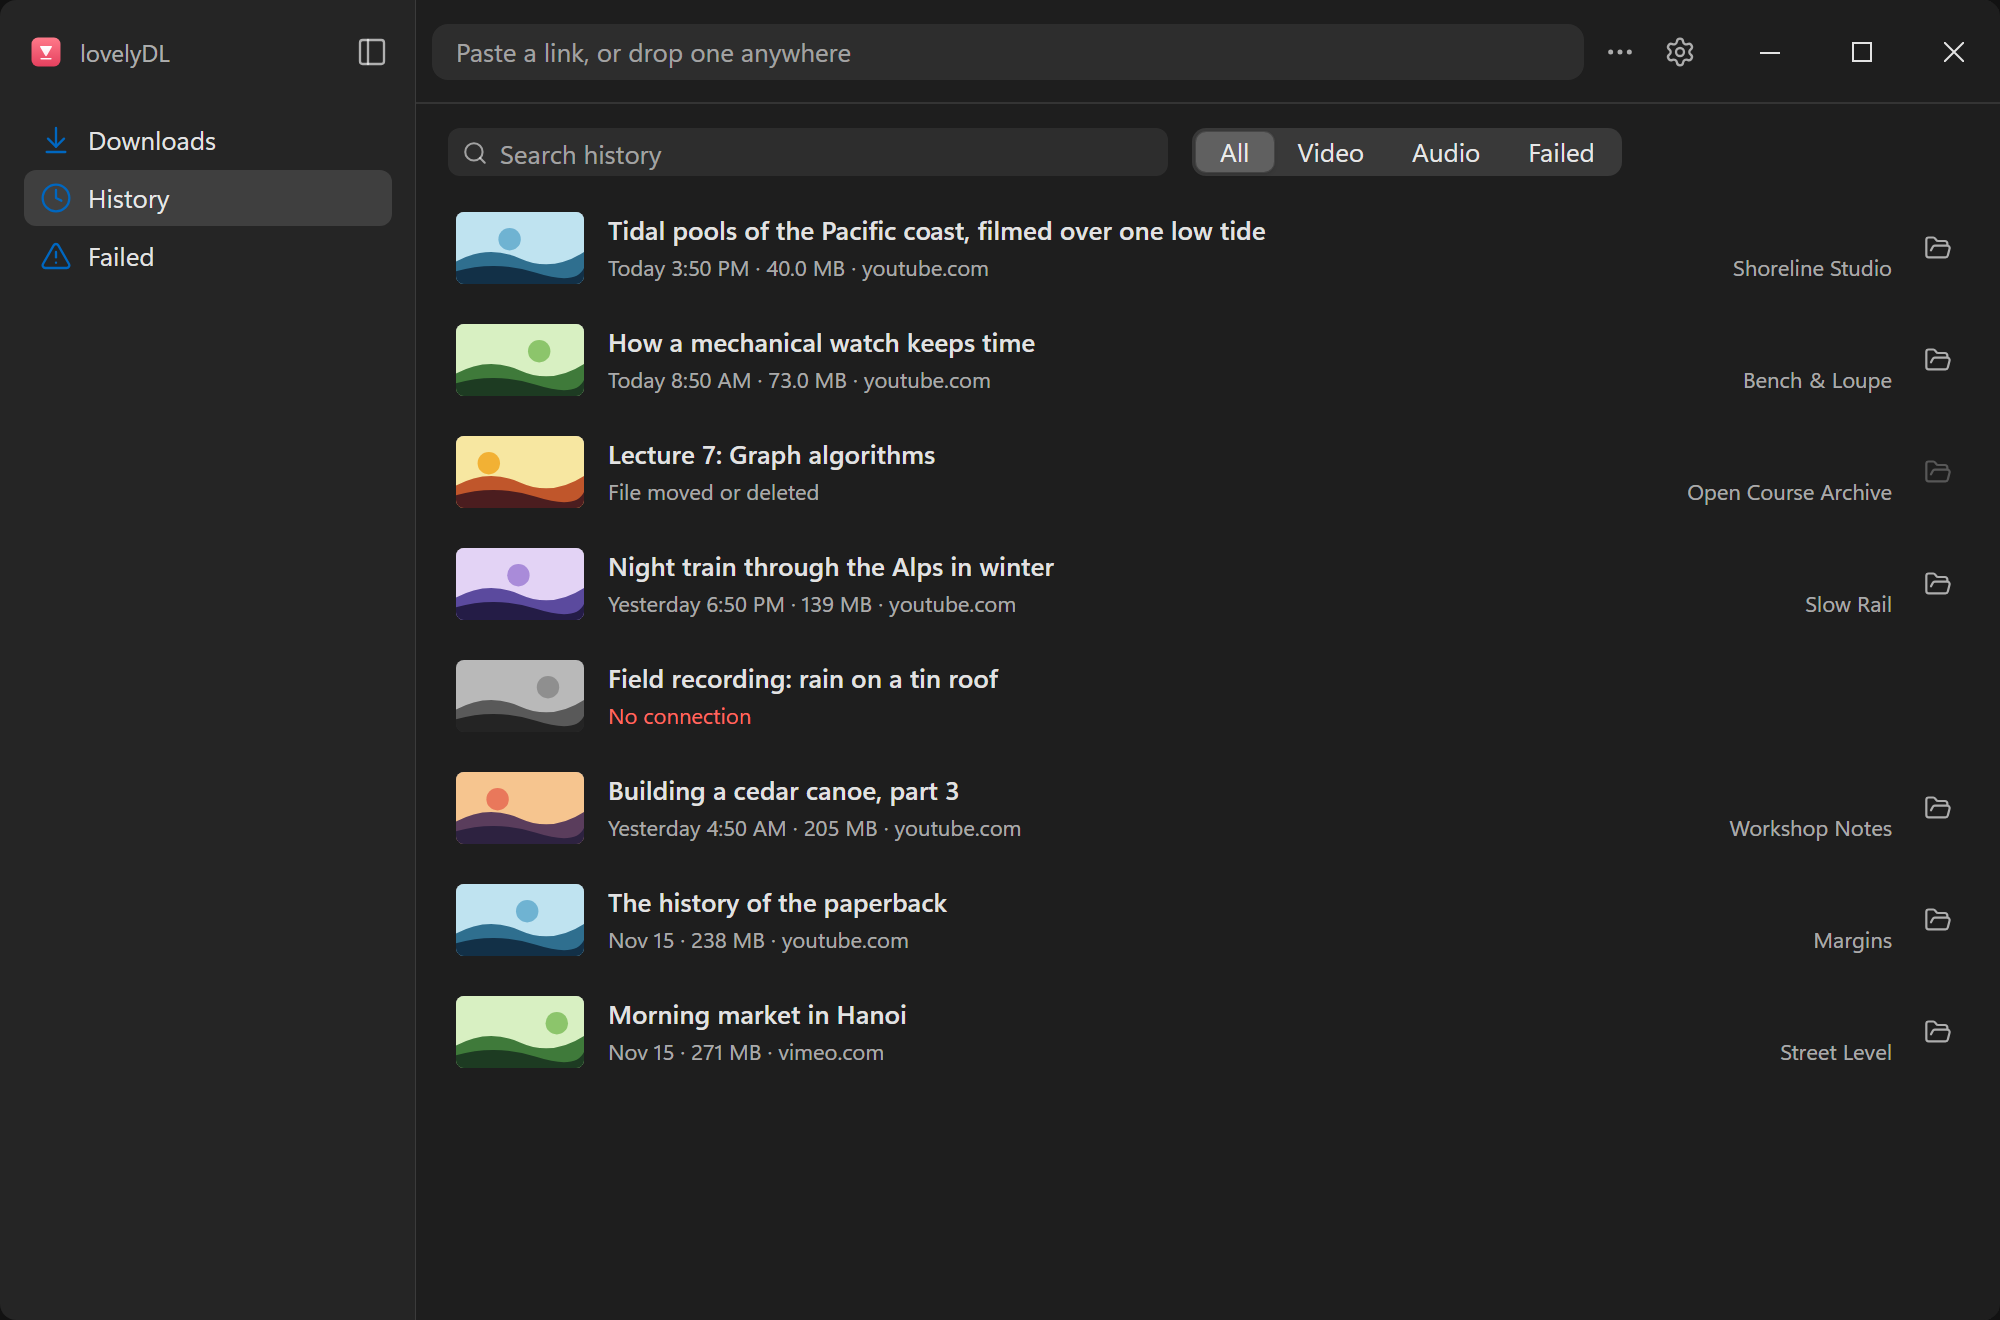 lovelyDL
Paste a link, or drop one anywhere
Downloads
History
Failed
Search history
All
Video
Audio
Failed
Tidal pools of the Pacific coast, filmed over one low tide
Today 3:50 PM · 40.0 MB · youtube.com
Shoreline Studio
How a mechanical watch keeps time
Today 8:50 AM · 73.0 MB · youtube.com
Bench & Loupe
Lecture 7: Graph algorithms
File moved or deleted
Open Course Archive
Night train through the Alps in winter
Yesterday 6:50 PM · 139 MB · youtube.com
Slow Rail
Field recording: rain on a tin roof
No connection
Building a cedar canoe, part 3
Yesterday 4:50 AM · 205 MB · youtube.com
Workshop Notes
The history of the paperback
Nov 15 · 238 MB · youtube.com
Margins
Morning market in Hanoi
Nov 15 · 271 MB · vimeo.com
Street Level